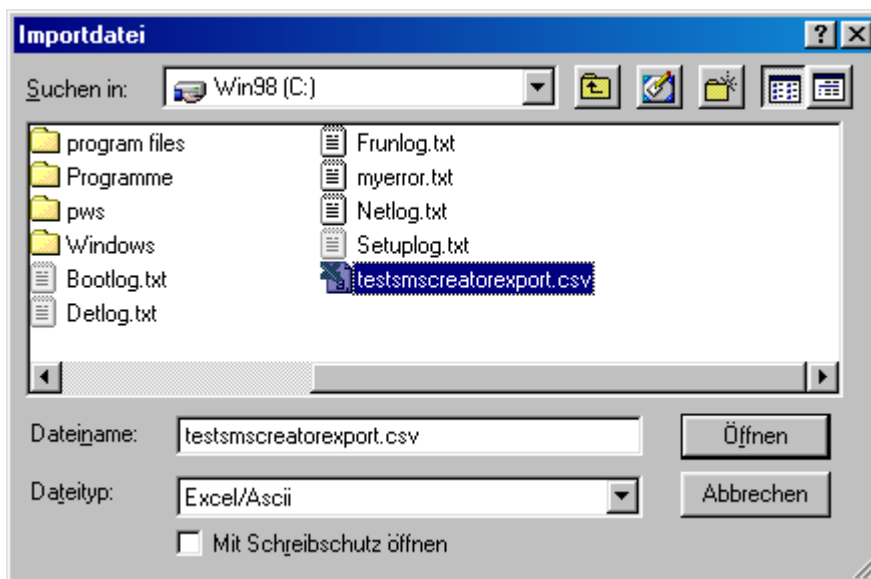 Importdatei
Suchen in: Win98 (C:)
program files
Programme
pws
Windows
Bootlog.txt
Detlog.txt
Frunlog.txt
myerror.txt
Netlog.txt
Setuplog.txt
testsmscreatorexport.csv
Dateiname: testsmscreatorexport.csv Öffnen
Dateityp: Excel/Ascii Abbrechen
Mit Schreibschutz öffnen